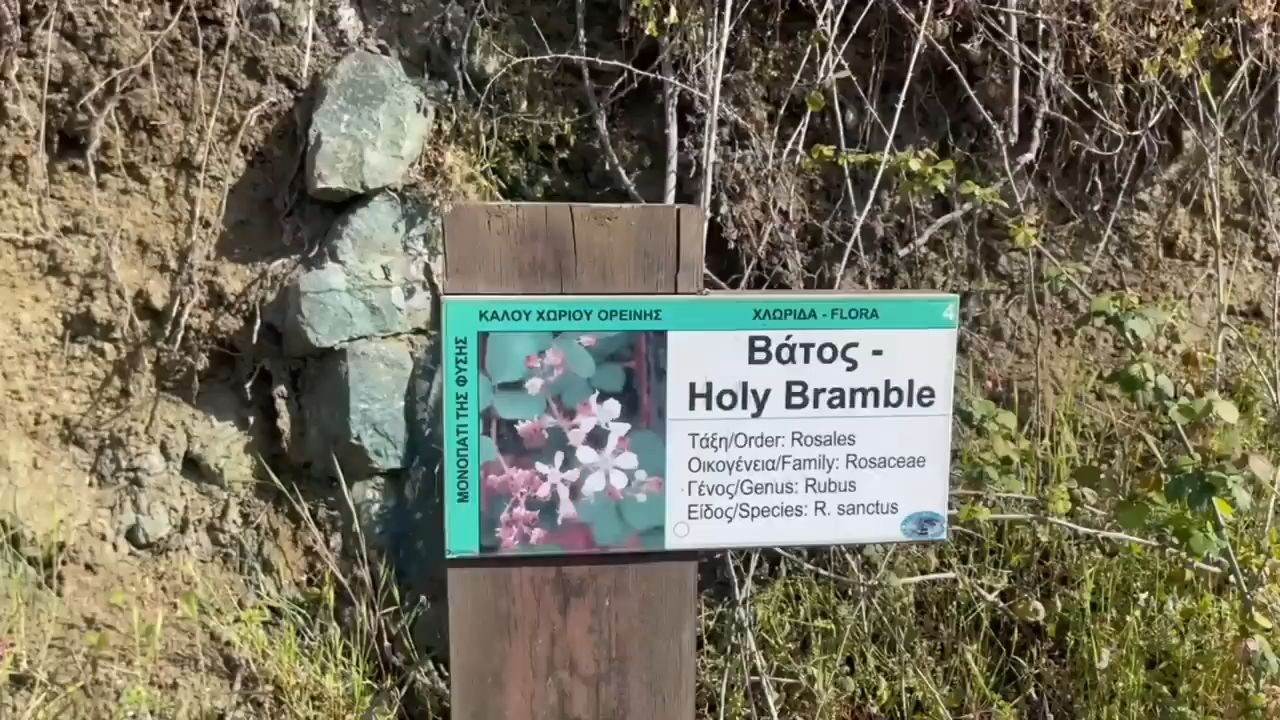 ΚΑΛΟΥ ΧΩΡΙΟΥ ΟΡΕΙΝΗΣ
ΧΛΩΡΙΔΑ - FLORA
4
ΜΟΝΟΠΑΤΙ ΤΗΣ ΦΥΣΗΣ
Βάτος -
Holy Bramble
Τάξη/Order: Rosales
Οικογένεια/Family: Rosaceae
Γένος/Genus: Rubus
Είδος/Species: R. sanctus